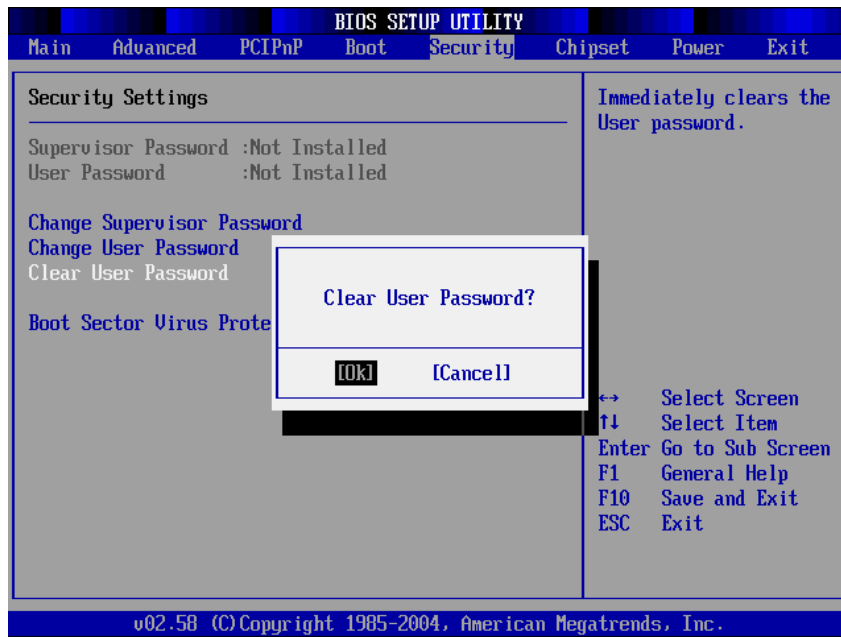 BIOS SETUP UTILITY
Main Advanced PCIPnP Boot Security Chipset Power Exit
Security Settings
Supervisor Password :Not Installed
User Password :Not Installed
Change Supervisor Password
Change User Password
Clear User Password
Boot Sector Virus Prote
Clear User Password?
[Ok] [Cancel]
Immediately clears the
User password.
↔ Select Screen
↑↓ Select Item
Enter Go to Sub Screen
F1 General Help
F10 Save and Exit
ESC Exit
v02.58 (C)Copyright 1985-2004, American Megatrends, Inc.